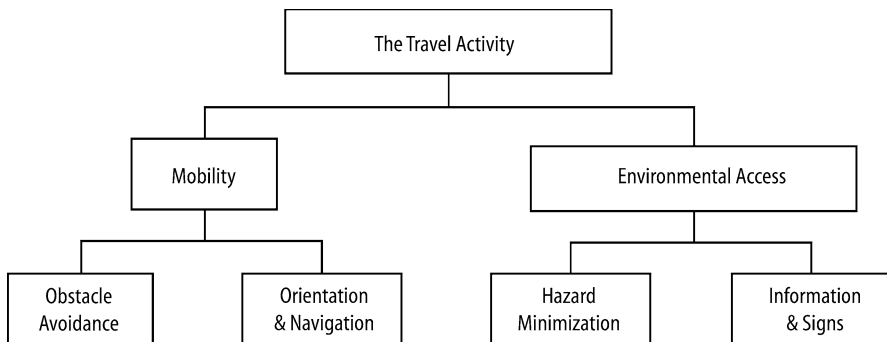 The Travel Activity
Mobility
Environmental Access
Obstacle
Avoidance
Orientation
& Navigation
Hazard
Minimization
Information
& Signs